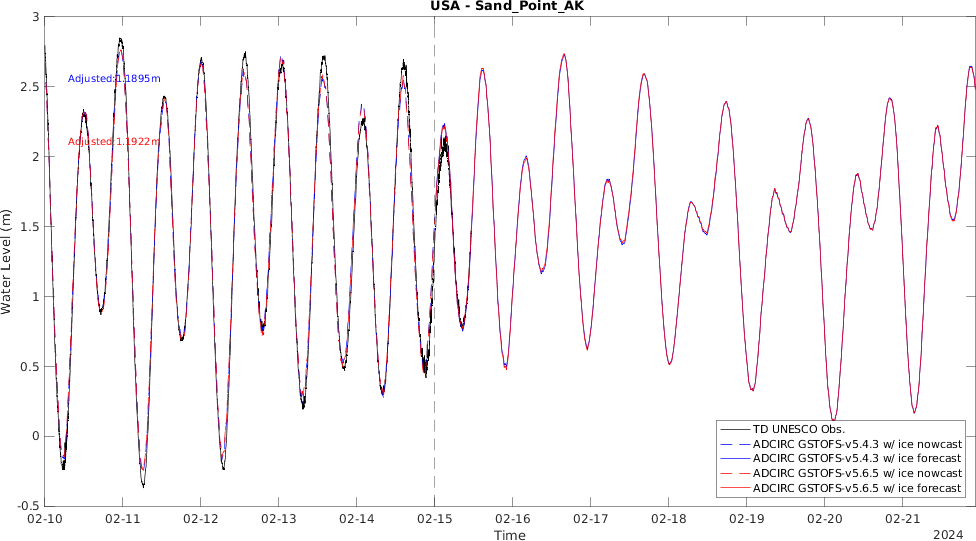 USA - Sand_Point_AK
Water Level (m)
3
2.5
2
1.5
1
0.5
0
-0.5
Adjusted:1.1895m
Adjusted:1.1922m
TD UNESCO Obs.
ADCIRC GSTOFS-v5.4.3 w/ ice nowcast
ADCIRC GSTOFS-v5.4.3 w/ ice forecast
ADCIRC GSTOFS-v5.6.5 w/ ice nowcast
ADCIRC GSTOFS-v5.6.5 w/ ice forecast
02-10 02-11 02-12 02-13 02-14 02-15 02-16 02-17 02-18 02-19 02-20 02-21
Time
2024